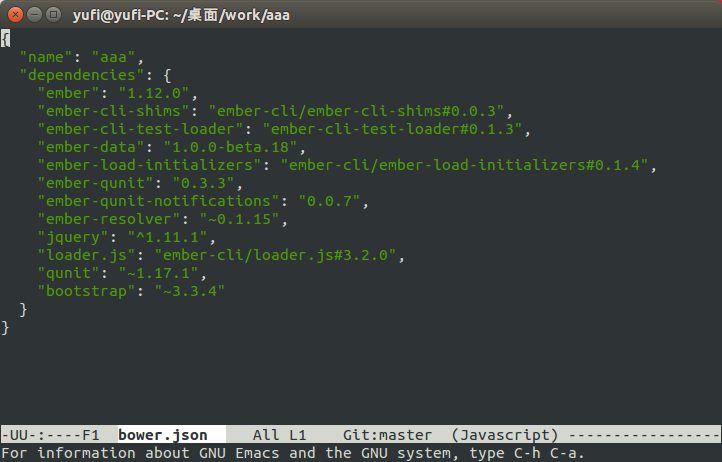 yufi@yufi-PC: ~/桌面/work/aaa
{
  "name": "aaa",
  "dependencies": {
    "ember": "1.12.0",
    "ember-cli-shims": "ember-cli/ember-cli-shims#0.0.3",
    "ember-cli-test-loader": "ember-cli-test-loader#0.1.3",
    "ember-data": "1.0.0-beta.18",
    "ember-load-initializers": "ember-cli/ember-load-initializers#0.1.4",
    "ember-qunit": "0.3.3",
    "ember-qunit-notifications": "0.0.7",
    "ember-resolver": "~0.1.15",
    "jquery": "^1.11.1",
    "loader.js": "ember-cli/loader.js#3.2.0",
    "qunit": "~1.17.1",
    "bootstrap": "~3.3.4"
  }
}
-UU-:----F1  bower.json     All L1    Git:master  (Javascript) -----------------
For information about GNU Emacs and the GNU system, type C-h C-a.